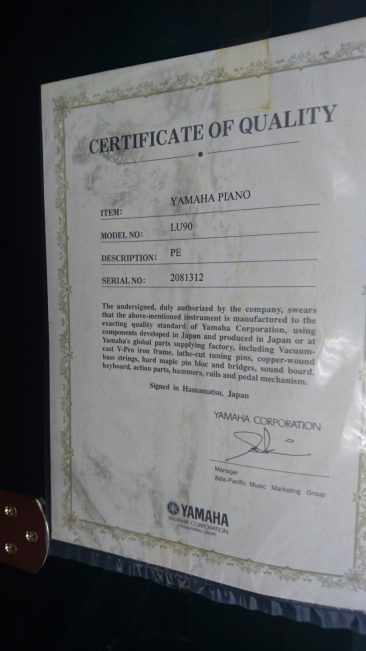 CERTIFICATE OF QUALITY
ITEM: YAMAHA PIANO
MODEL NO: LU90
DESCRIPTION: PE
SERIAL NO: 2081312
The undersigned, duly authorized by the company, swears
that the above-mentioned instrument is manufactured to the
exacting quality standard of Yamaha Corporation, using
components developed in Japan and produced in Japan or at
Yamaha's global parts supplying factory, including Vacuum-
cast V-Pro iron frame, lathe-cut tuning pins, copper-wound
bass strings, hard maple pin bloc and bridges, sound board,
keyboard, action parts, hammers, rails and pedal mechanism.
Signed in Hamamatsu, Japan
YAMAHA CORPORATION
Manager
Asia-Pacific Music Marketing Group
YAMAHA
YAMAHA CORPORATION